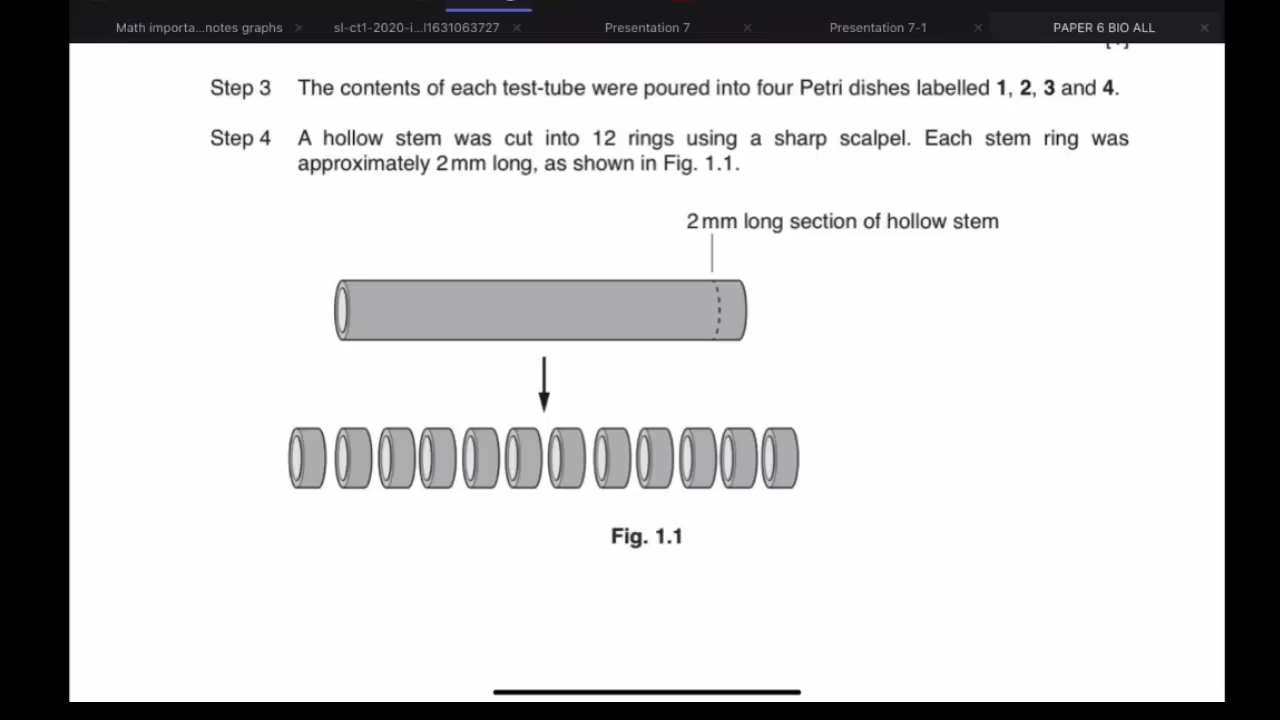 Math importa...notes graphs
sl-ct1-2020-i...l1631063727
Presentation 7
Presentation 7-1
PAPER 6 BIO ALL
Step 3 The contents of each test-tube were poured into four Petri dishes labelled 1, 2, 3 and 4.
Step 4 A hollow stem was cut into 12 rings using a sharp scalpel. Each stem ring was
approximately 2 mm long, as shown in Fig. 1.1.
2 mm long section of hollow stem
Fig. 1.1